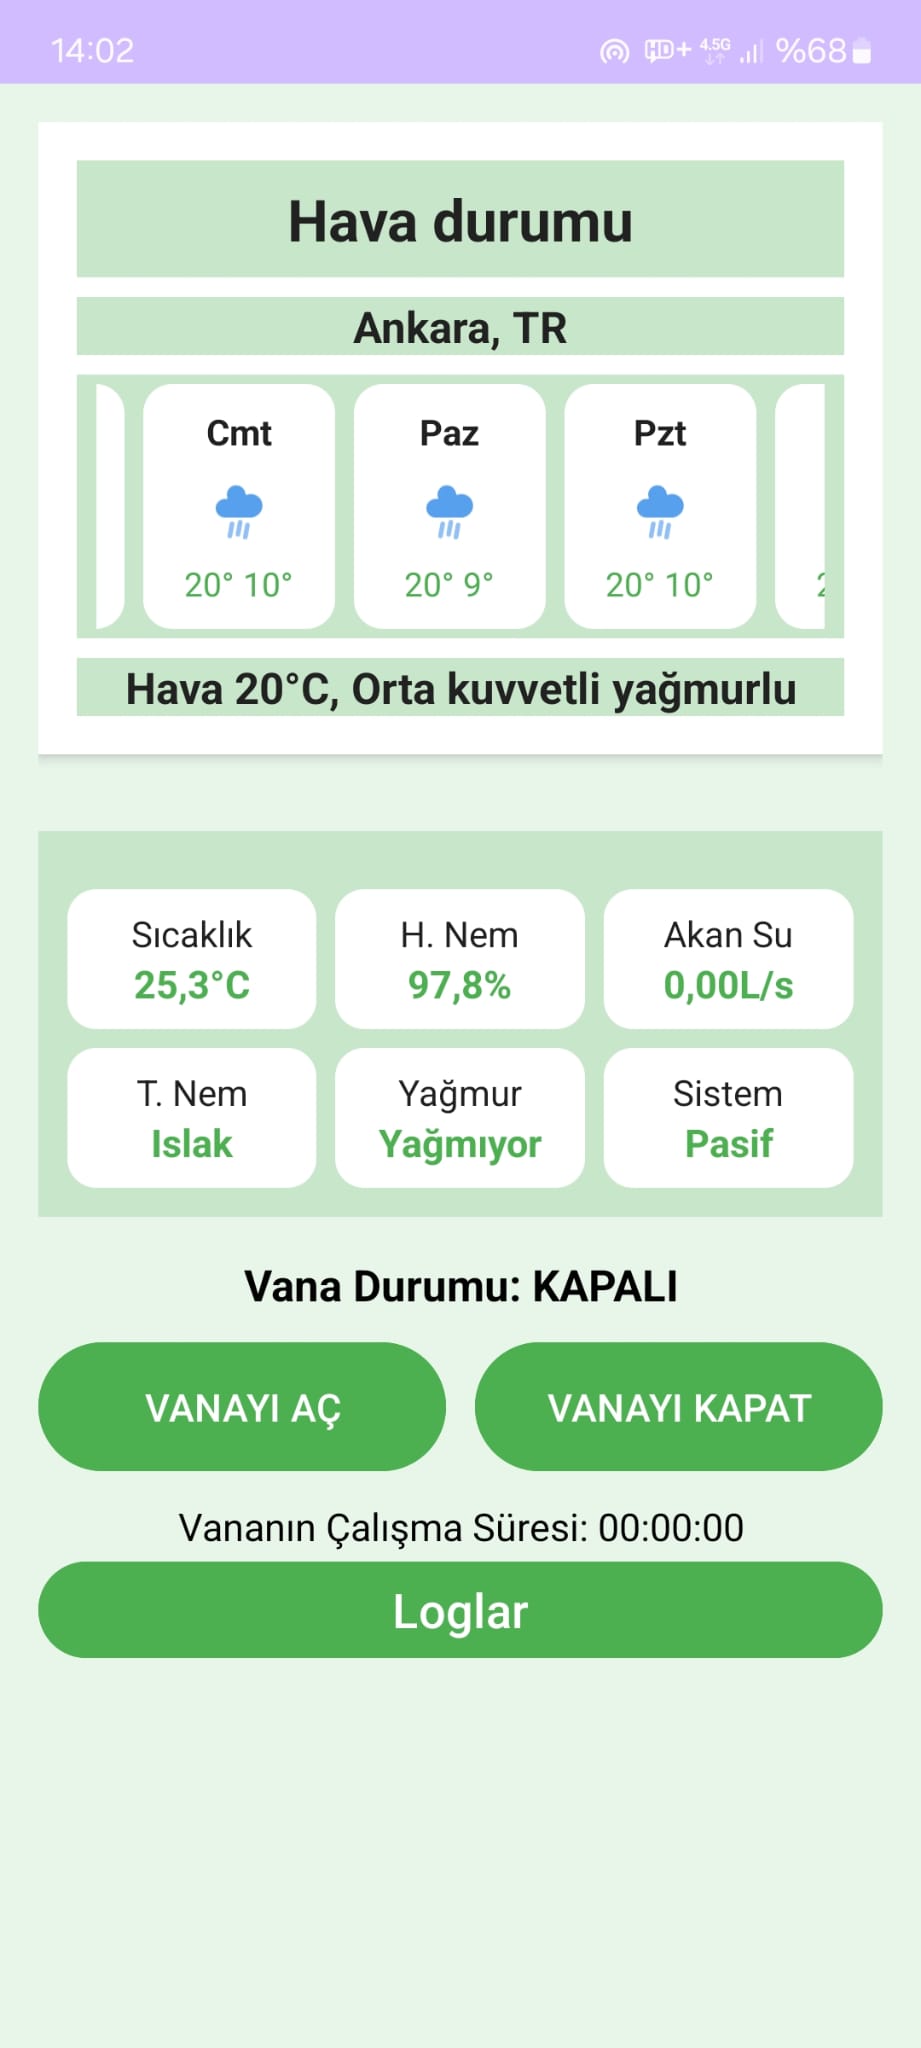 14:02 HD+ 4.5G %68
Hava durumu
Ankara, TR
Cmt Paz Pzt
20° 10° 20° 9° 20° 10°
Hava 20°C, Orta kuvvetli yağmurlu
Sıcaklık H. Nem Akan Su
25,3°C 97,8% 0,00L/s
T. Nem Yağmur Sistem
Islak Yağmıyor Pasif
Vana Durumu: KAPALI
VANAYI AÇ VANAYI KAPAT
Vananın Çalışma Süresi: 00:00:00
Loglar